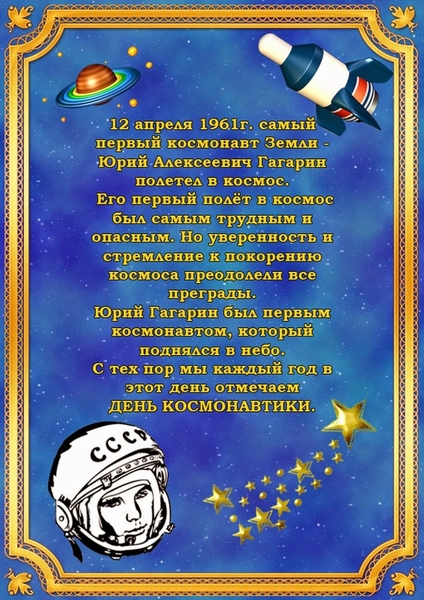 12 апреля 1961г. самый
первый космонавт Земли -
Юрий Алексеевич Гагарин
полетел в космос.
Его первый полёт в космос
был самым трудным и
опасным. Но уверенность и
стремление к покорению
космоса преодолели все
преграды.
Юрий Гагарин был первым
космонавтом, который
поднялся в небо.
С тех пор мы каждый год в
этот день отмечаем
ДЕНЬ КОСМОНАВТИКИ.
СССР